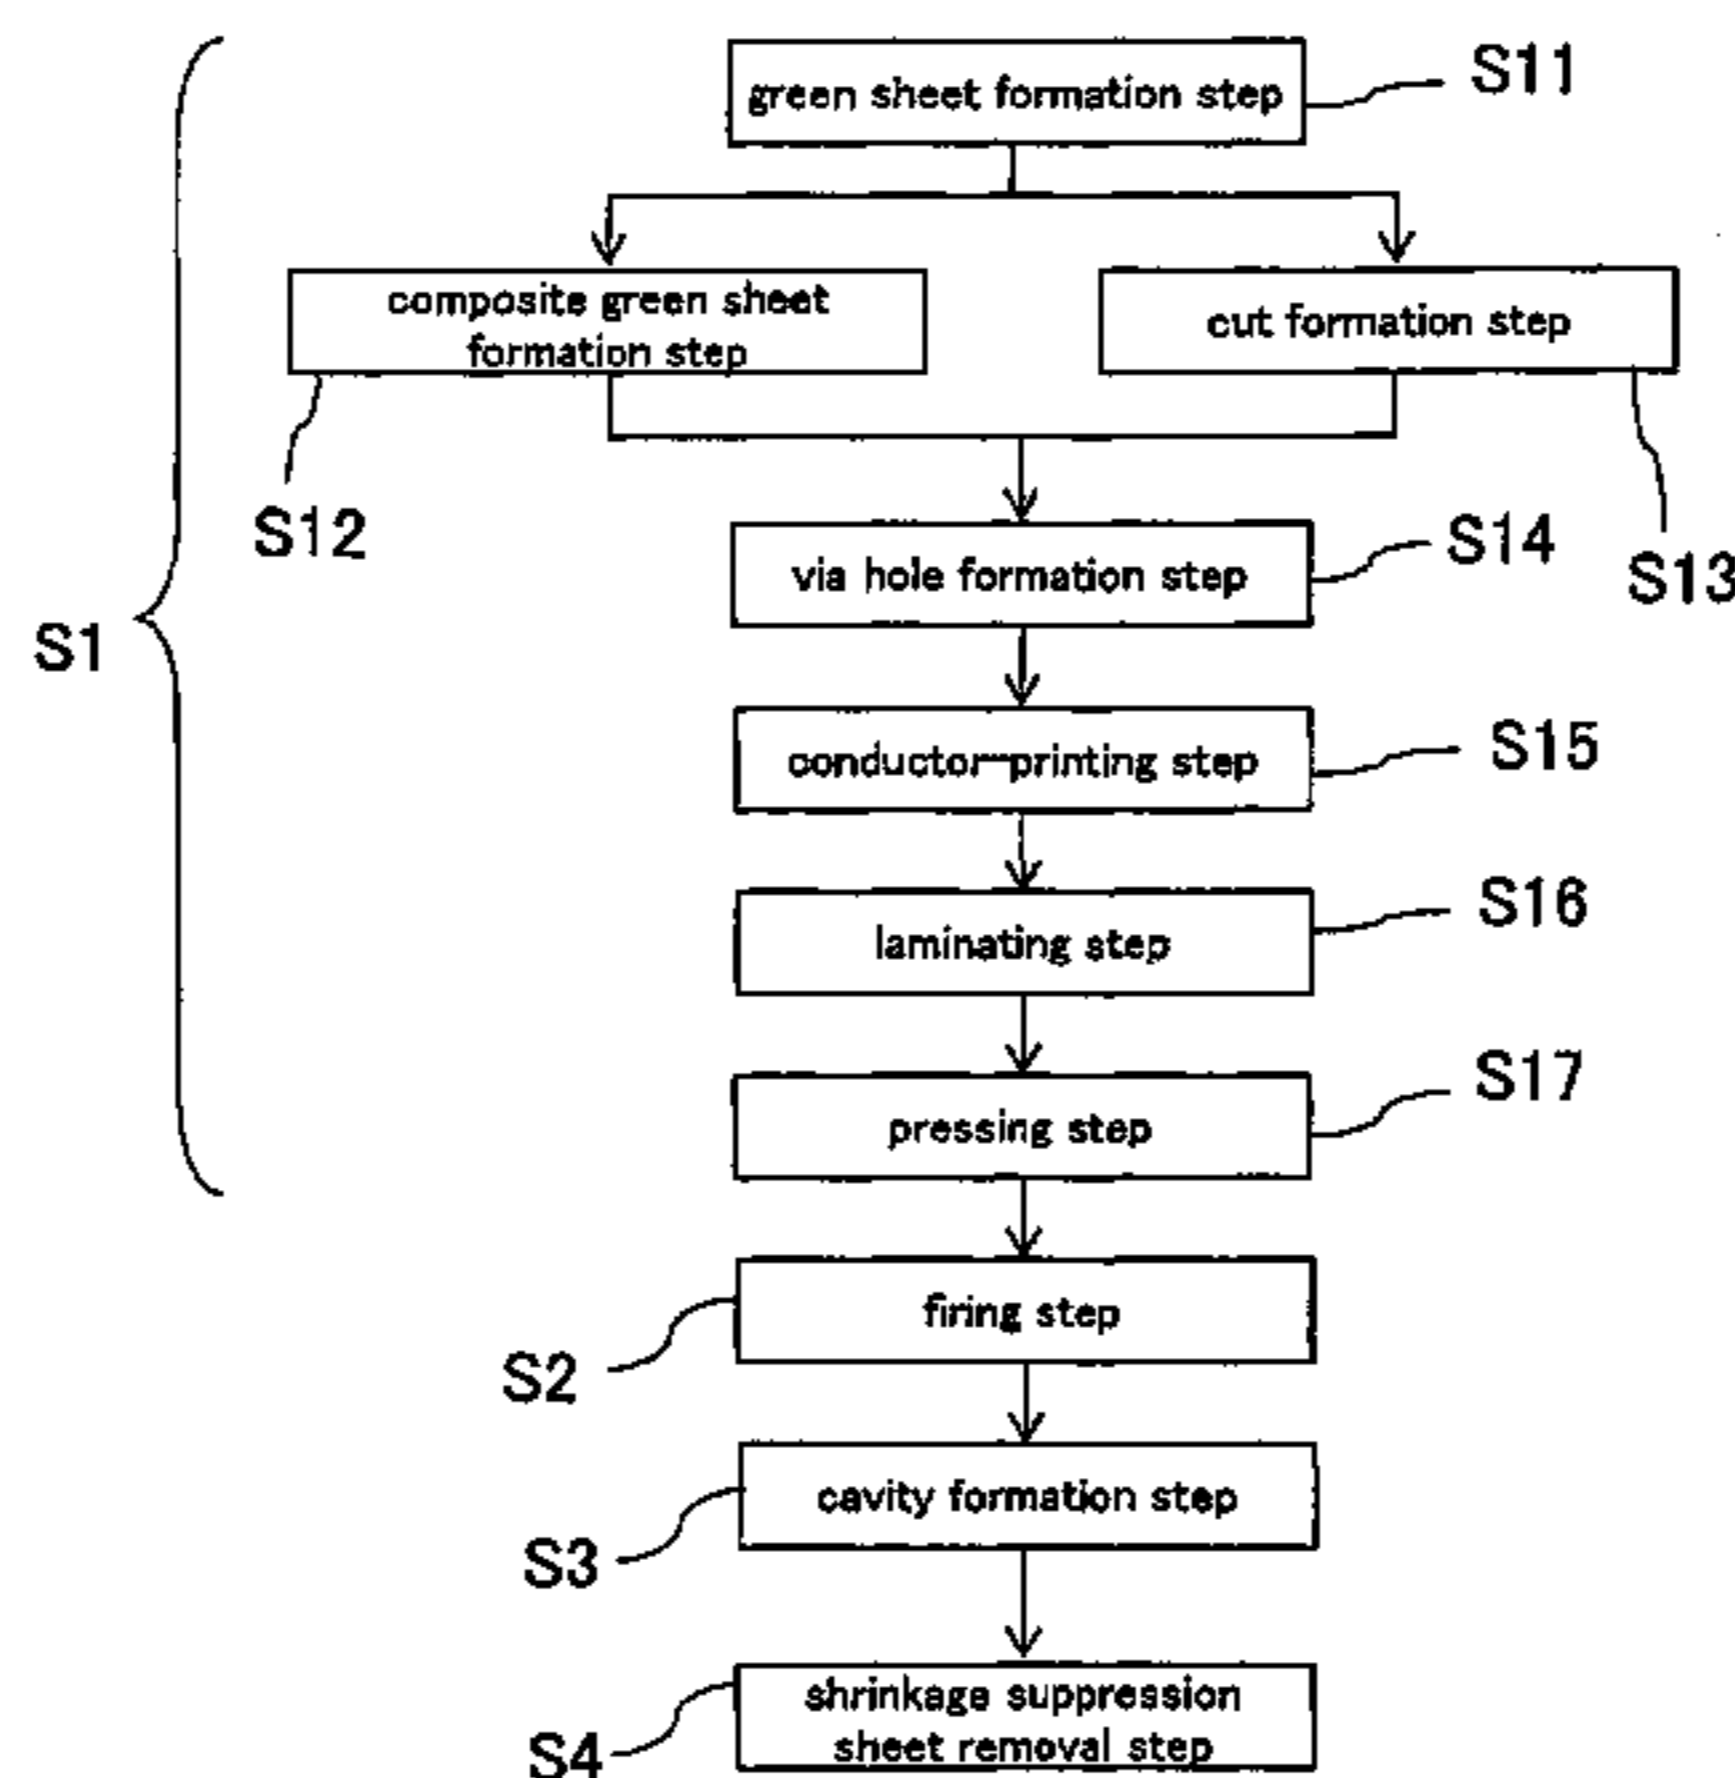 green sheet formation step
S11
composite green sheet
formation step
cut formation step
S12
S13
via hole formation step
S14
S1
conductor-printing step
S15
laminating step
S16
pressing step
S17
firing step
S2
cavity formation step
S3
shrinkage suppression
sheet removal step
S4